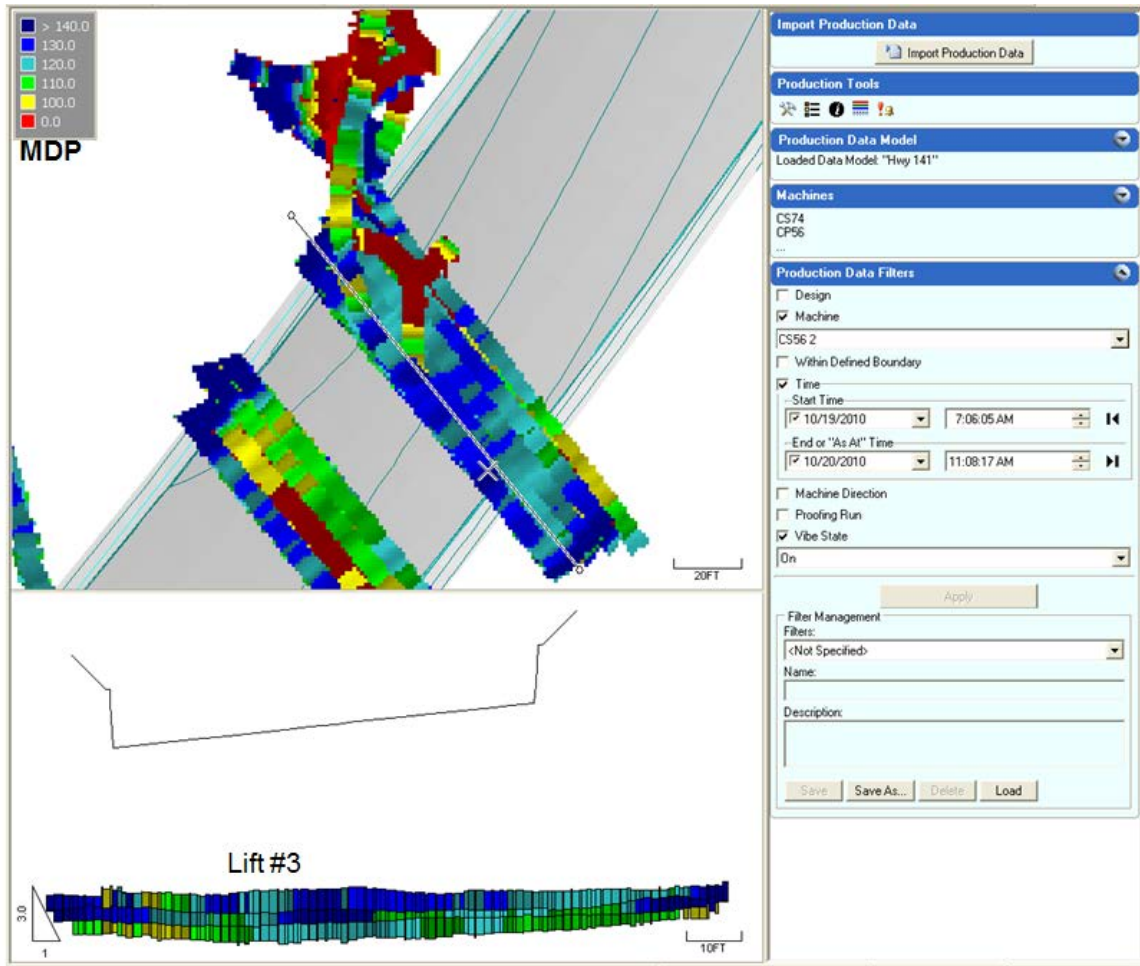 > 140.0
130.0
120.0
110.0
100.0
0.0
MDP
20FT
Lift #3
3.0
1
10FT
Import Production Data
Import Production Data
Production Tools
Production Data Model
Loaded Data Model: "Hwy 141"
Machines
CS74
CP56
...
Production Data Filters
Design
Machine
CS56 2
Within Defined Boundary
Time
Start Time
10/19/2010 7:06:05 AM
End or "As At" Time
10/20/2010 11:08:17 AM
Machine Direction
Proofing Run
Vibe State
On
Apply
Filter Management
Filters:
<Not Specified>
Name:
Description:
Save Save As... Delete Load